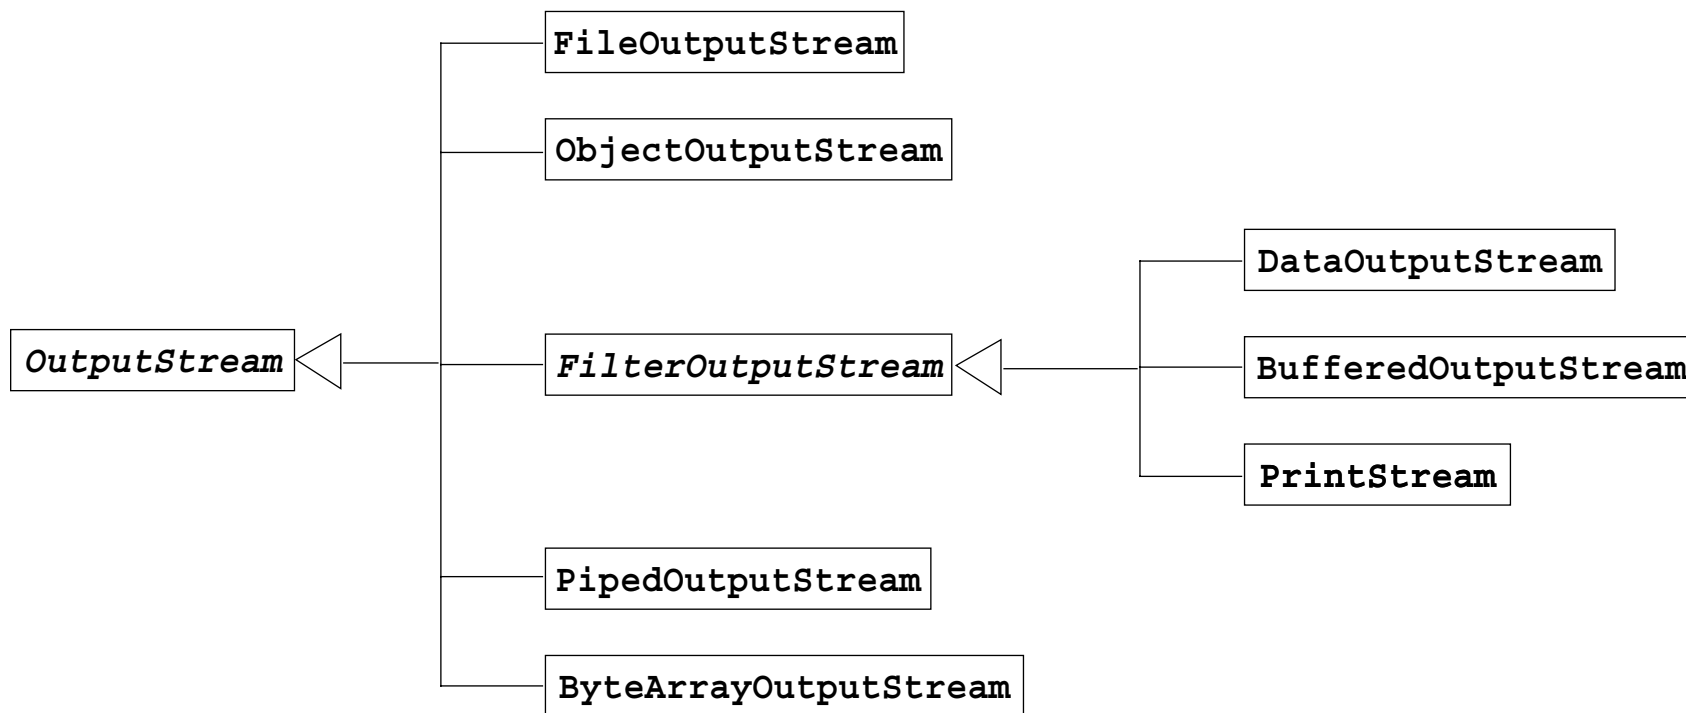 FileOutputStream
ObjectOutputStream
DataOutputStream
OutputStream
FilterOutputStream
BufferedOutputStream
PrintStream
PipedOutputStream
ByteArrayOutputStream